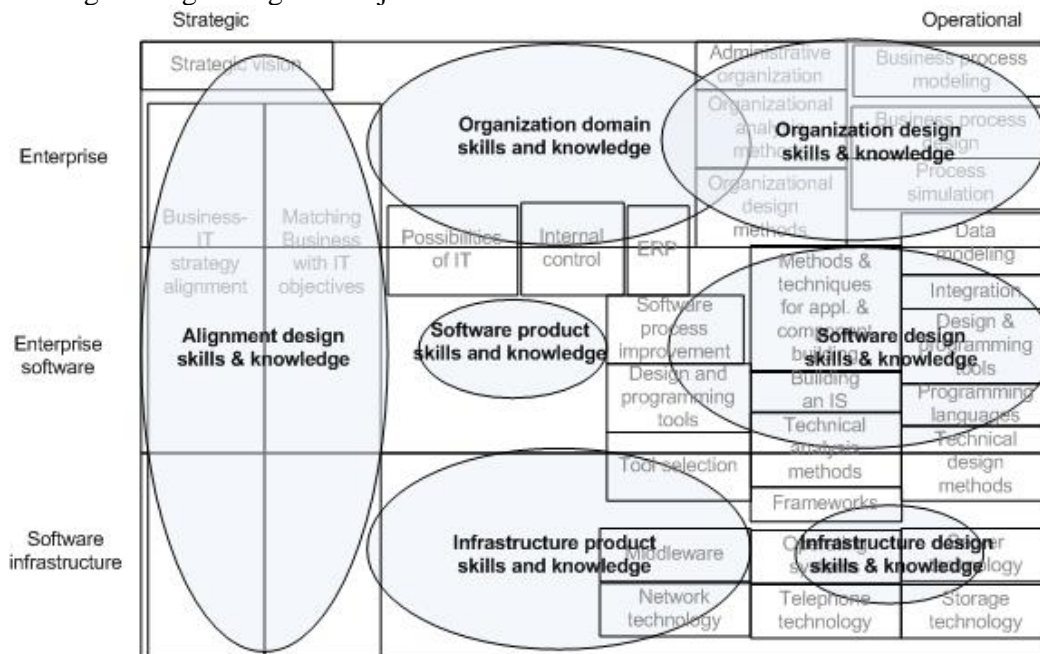 Strategic
Operational
Enterprise
Enterprise
software
Software
infrastructure
Strategic vision
Business-
IT
strategy
alignment
Matching
Business
with IT
objectives
Alignment design
skills & knowledge
Organization domain
skills and knowledge
Possibilities
of IT
Internal
control
ERP
Administrative
organization
Organizational
analysis
methods
Organizational
design
methods
Business process
modeling
Business process
design
Process
simulation
Organization design
skills & knowledge
Software product
skills and knowledge
Software
process
improvement
Design and
programming
tools
Tool selection
Methods &
techniques
for appl. &
component
building
Building
an IS
Technical
analysis
methods
Frameworks
Data
modeling
Integration
Design &
programming
tools
Programming
languages
Technical
design
methods
Software design
skills & knowledge
Infrastructure product
skills and knowledge
Middleware
Network
technology
Operating
Telephone
technology
technology
Storage
technology
Infrastructure design
skills & knowledge